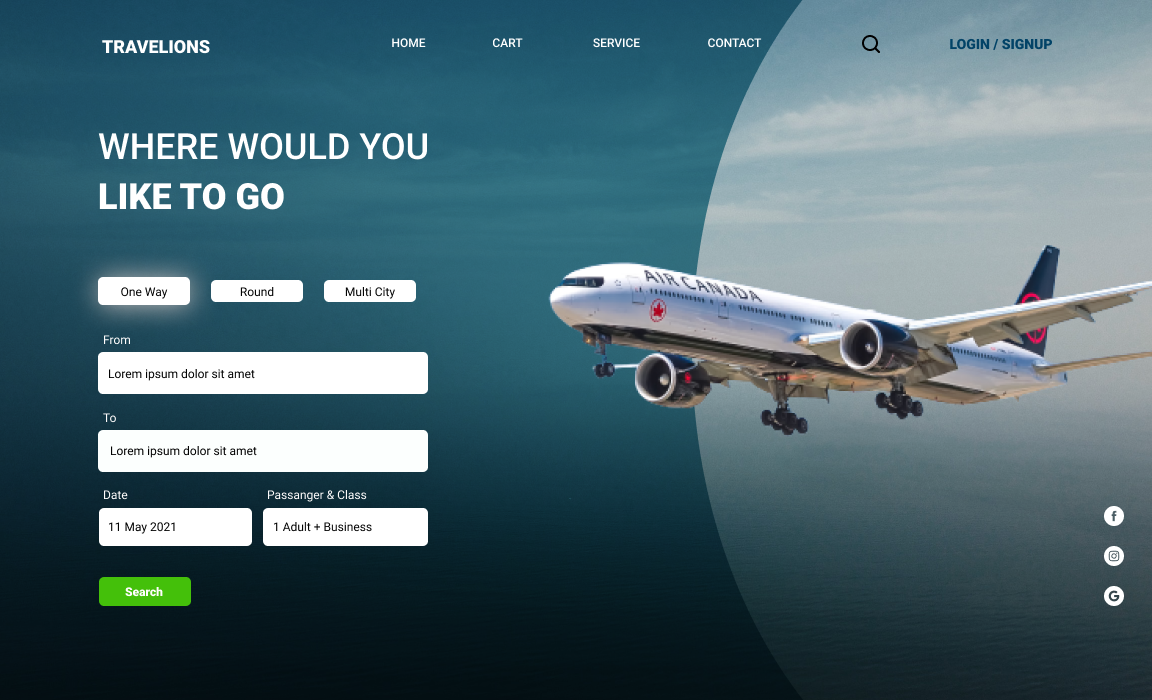 TRAVELIONS
HOME
CART
SERVICE
CONTACT
LOGIN / SIGNUP
WHERE WOULD YOU
LIKE TO GO
One Way
Round
Multi City
AIR CANADA
From
Lorem ipsum dolor sit amet
To
Lorem ipsum dolor sit amet
Date
Passanger & Class
11 May 2021
1 Adult + Business
Search
f
G